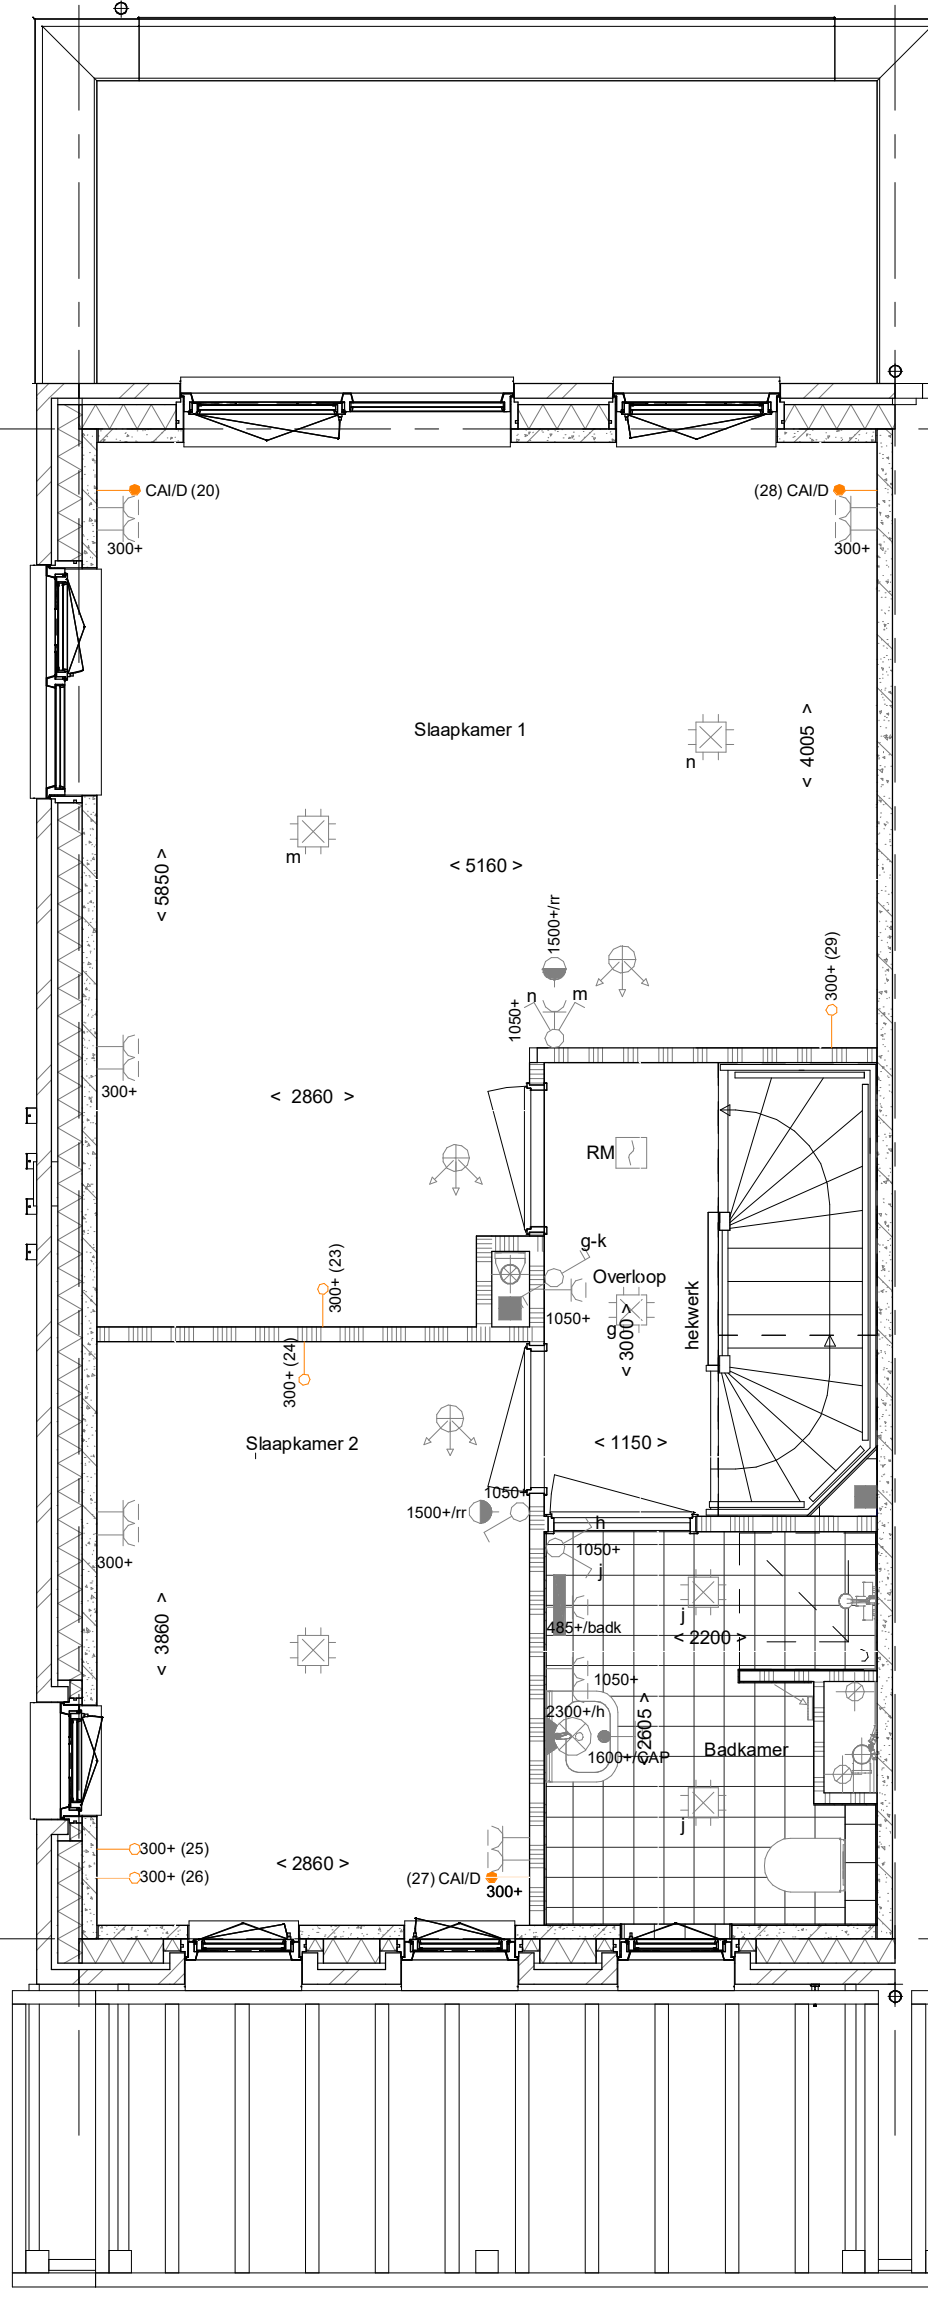 CAI/D (20)
(28) CAI/D
300+
300+
Slaapkamer 1
< 4005 >
n
m
< 5850 >
< 5160 >
1500+/rr
300+ (29)
n
m
1050+
300+
< 2860 >
RM
g-k
300+ (23)
Overloop
1050+
g
< 3000 >
hekwerk
300+ (24)
Slaapkamer 2
< 1150 >
1050+
1500+/rr
h
1050+
300+
j
j
485+/badk
< 2200 >
< 3860 >
1050+
2300+/h
< 2605 >
1600+/CAP
Badkamer
j
300+ (25)
< 2860 >
300+ (26)
(27) CAI/D
300+